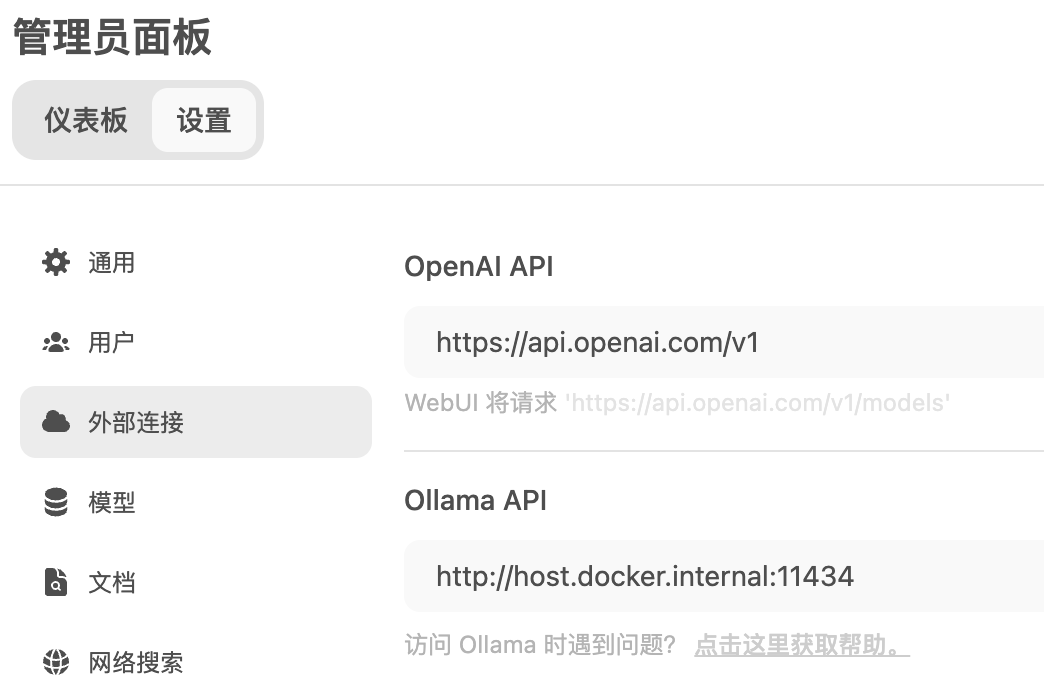 管理员面板
仪表板 设置
通用
用户
外部连接
模型
文档
网络搜索
OpenAI API
https://api.openai.com/v1
WebUI 将请求 'https://api.openai.com/v1/models'
Ollama API
http://host.docker.internal:11434
访问 Ollama 时遇到问题? 点击这里获取帮助。